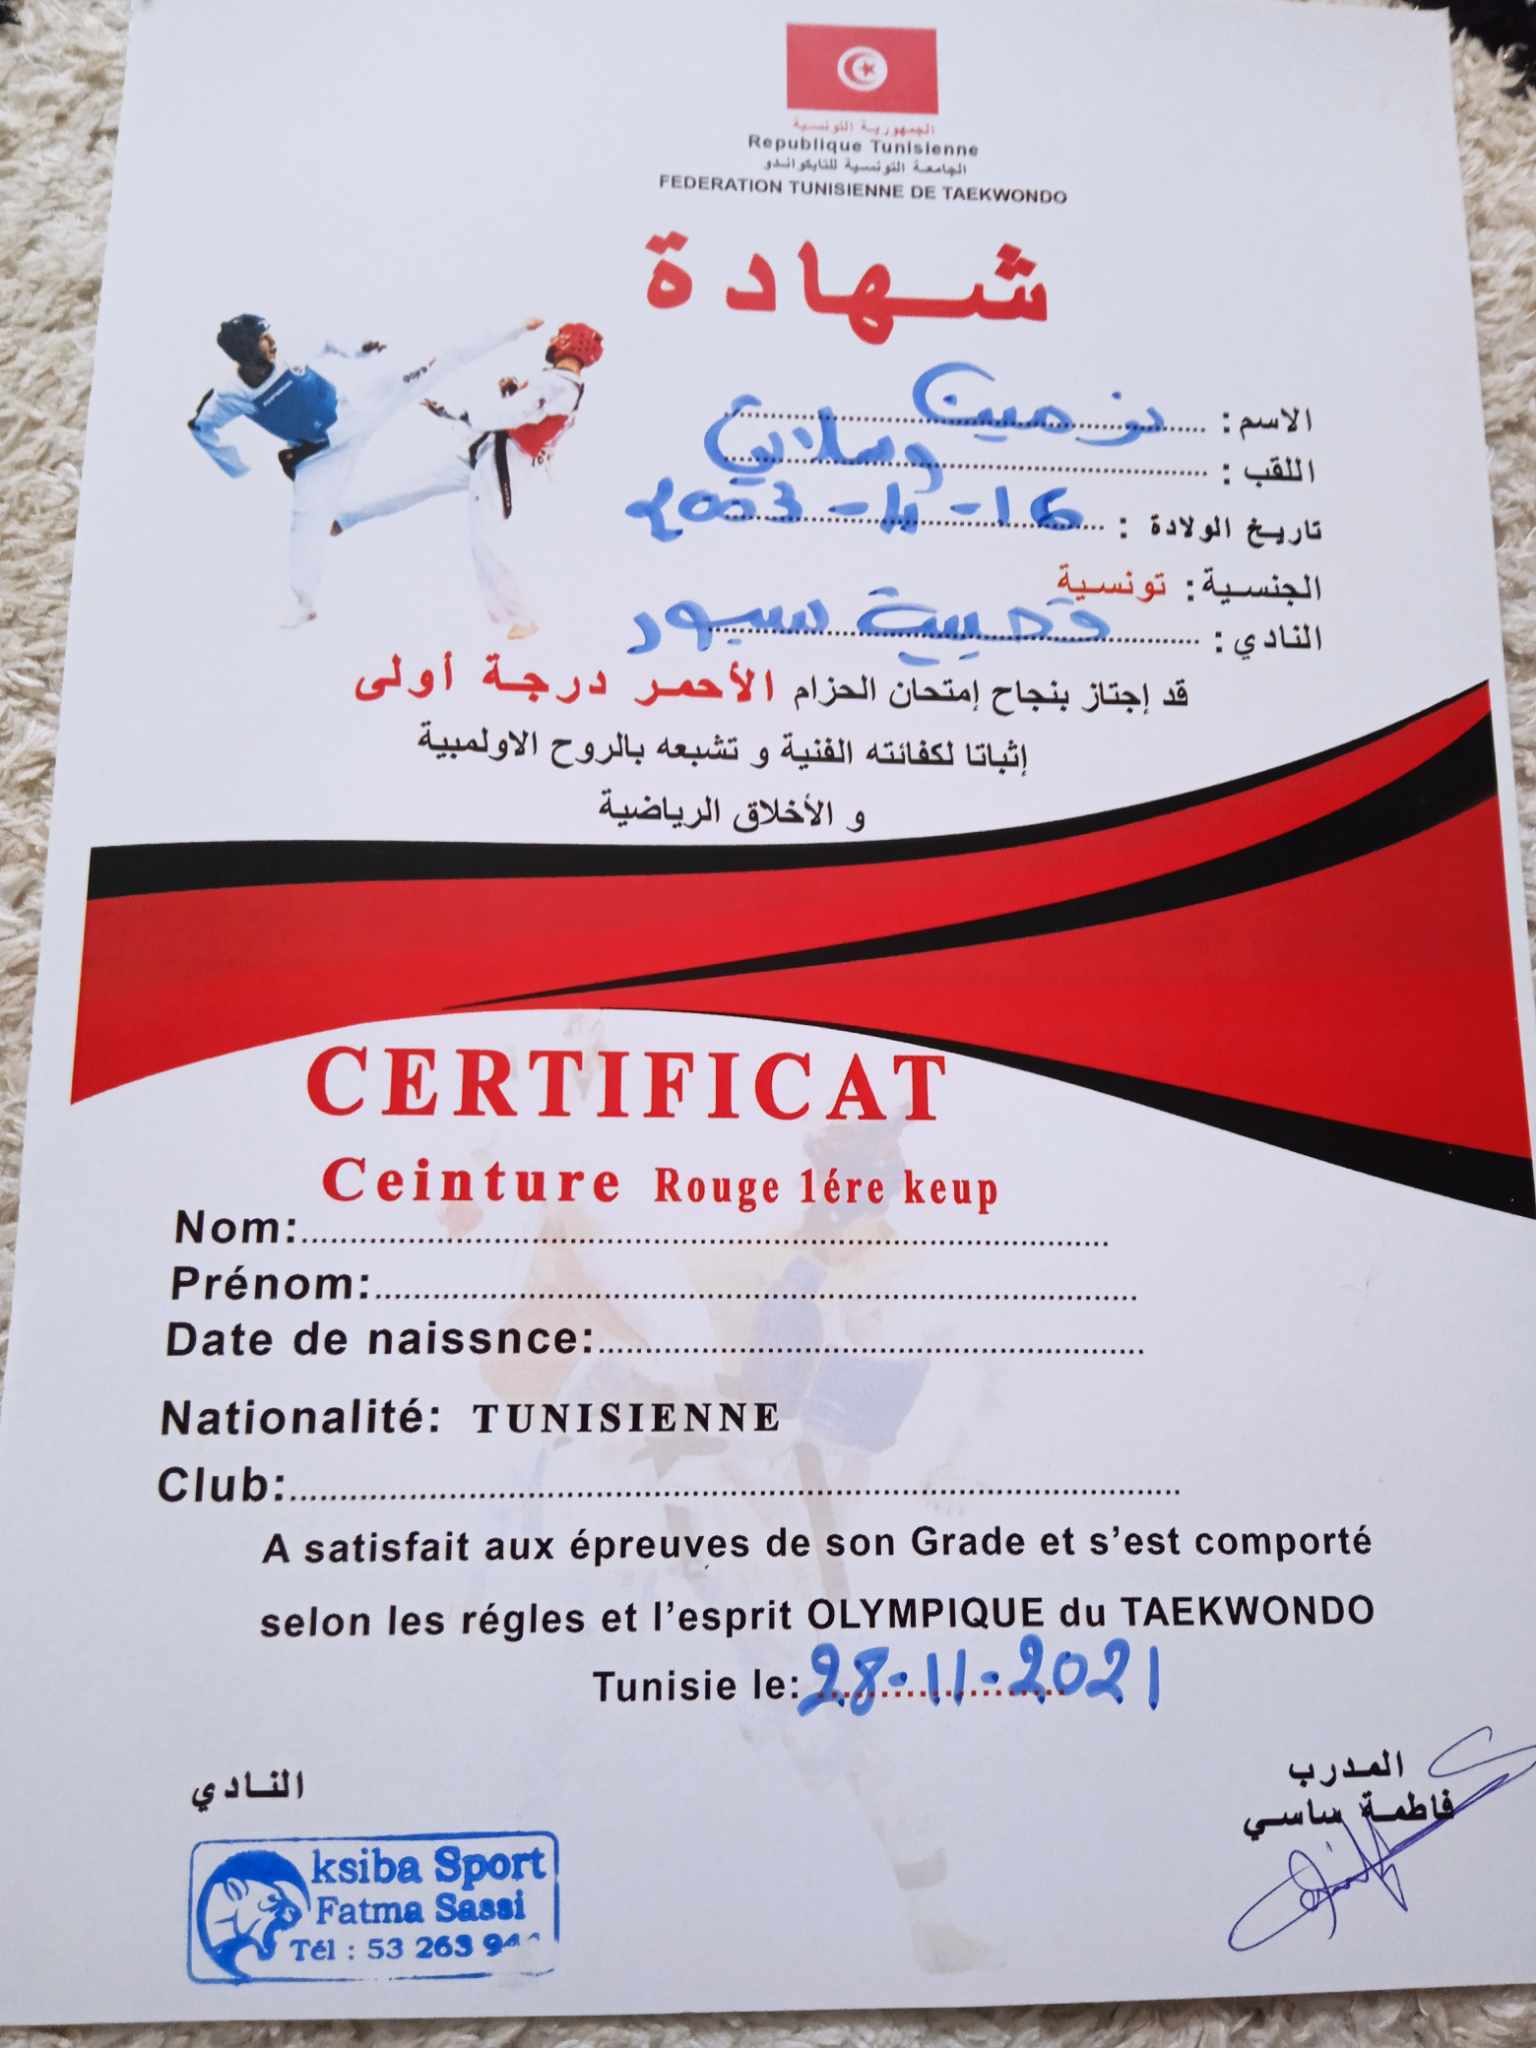 الجمهورية التونسية
Republique Tunisienne
الجامعة التونسية للتايكواندو
FEDERATION TUNISIENNE DE TAEKWONDO
شهادة
الاسم : نرمين
اللقب : وسلاتي
تاريخ الولادة : 16-11-2003
الجنسية: تونسية
النادي : قصيبة سبور
قد إجتاز بنجاح إمتحان الحزام الأحمر درجة أولى
إثباتا لكفائته الفنية و تشبعه بالروح الاولمبية
و الأخلاق الرياضية
CERTIFICAT
Ceinture Rouge 1ére keup
Nom:
Prénom:
Date de naissnce:
Nationalité: TUNISIENNE
Club:
A satisfait aux épreuves de son Grade et s’est comporté
selon les régles et l’esprit OLYMPIQUE du TAEKWONDO
Tunisie le: 28-11-2021
المدرب
فاطمة ساسي
النادي
ksiba Sport
Fatma Sassi
Tél : 53 263